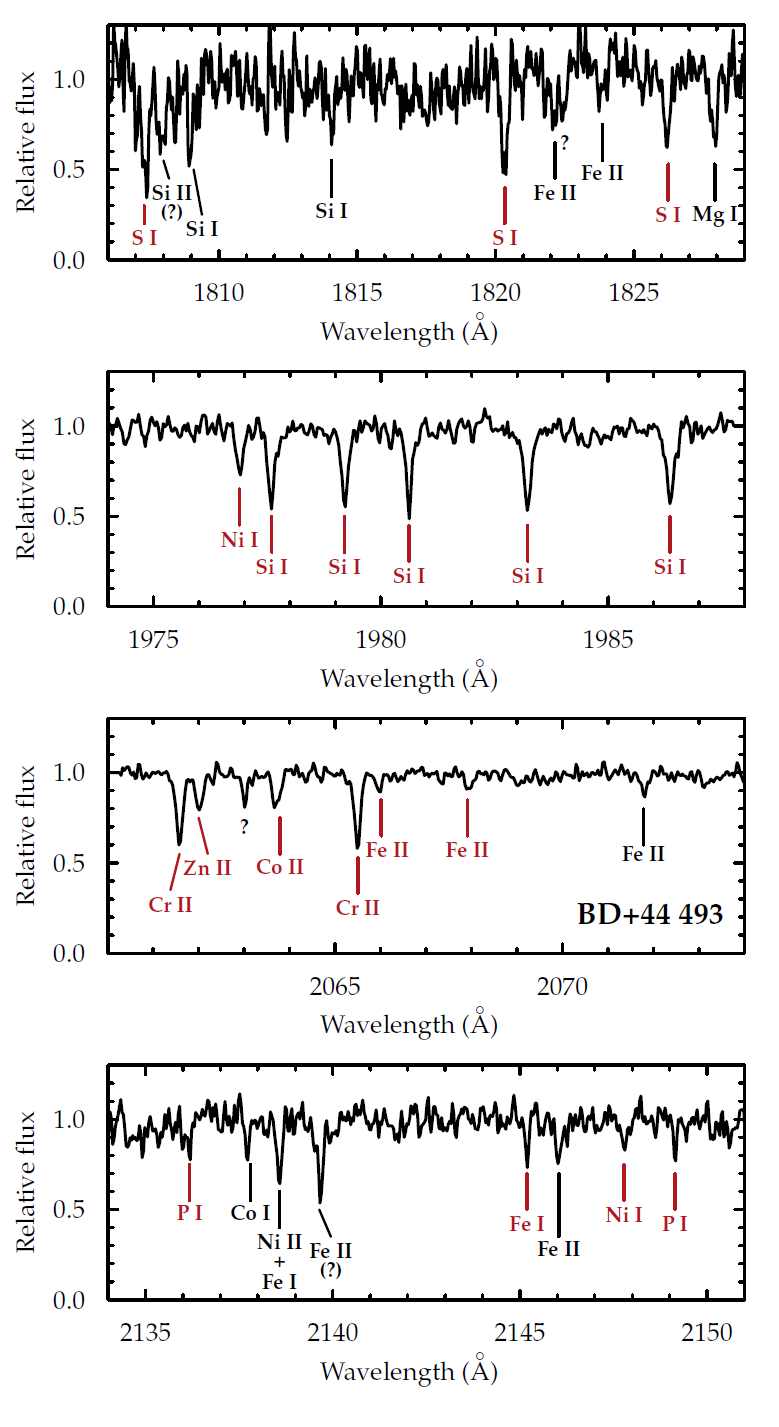 Relative flux
1.0
0.5
0.0
Si II
(?)
S I
Si I
Si I
S I
Fe II
?
Fe II
S I
Mg I
1810
1815
1820
1825
Wavelength (Å)
Relative flux
1.0
0.5
0.0
Ni I
Si I
Si I
Si I
Si I
Si I
1975
1980
1985
Wavelength (Å)
Relative flux
1.0
0.5
0.0
Cr II
Zn II
?
Co II
Cr II
Fe II
Fe II
Fe II
BD+44 493
2065
2070
Wavelength (Å)
Relative flux
1.0
0.5
0.0
P I
Co I
Ni II
+
Fe I
Fe II
(?)
Fe I
Fe II
Ni I
P I
2135
2140
2145
2150
Wavelength (Å)